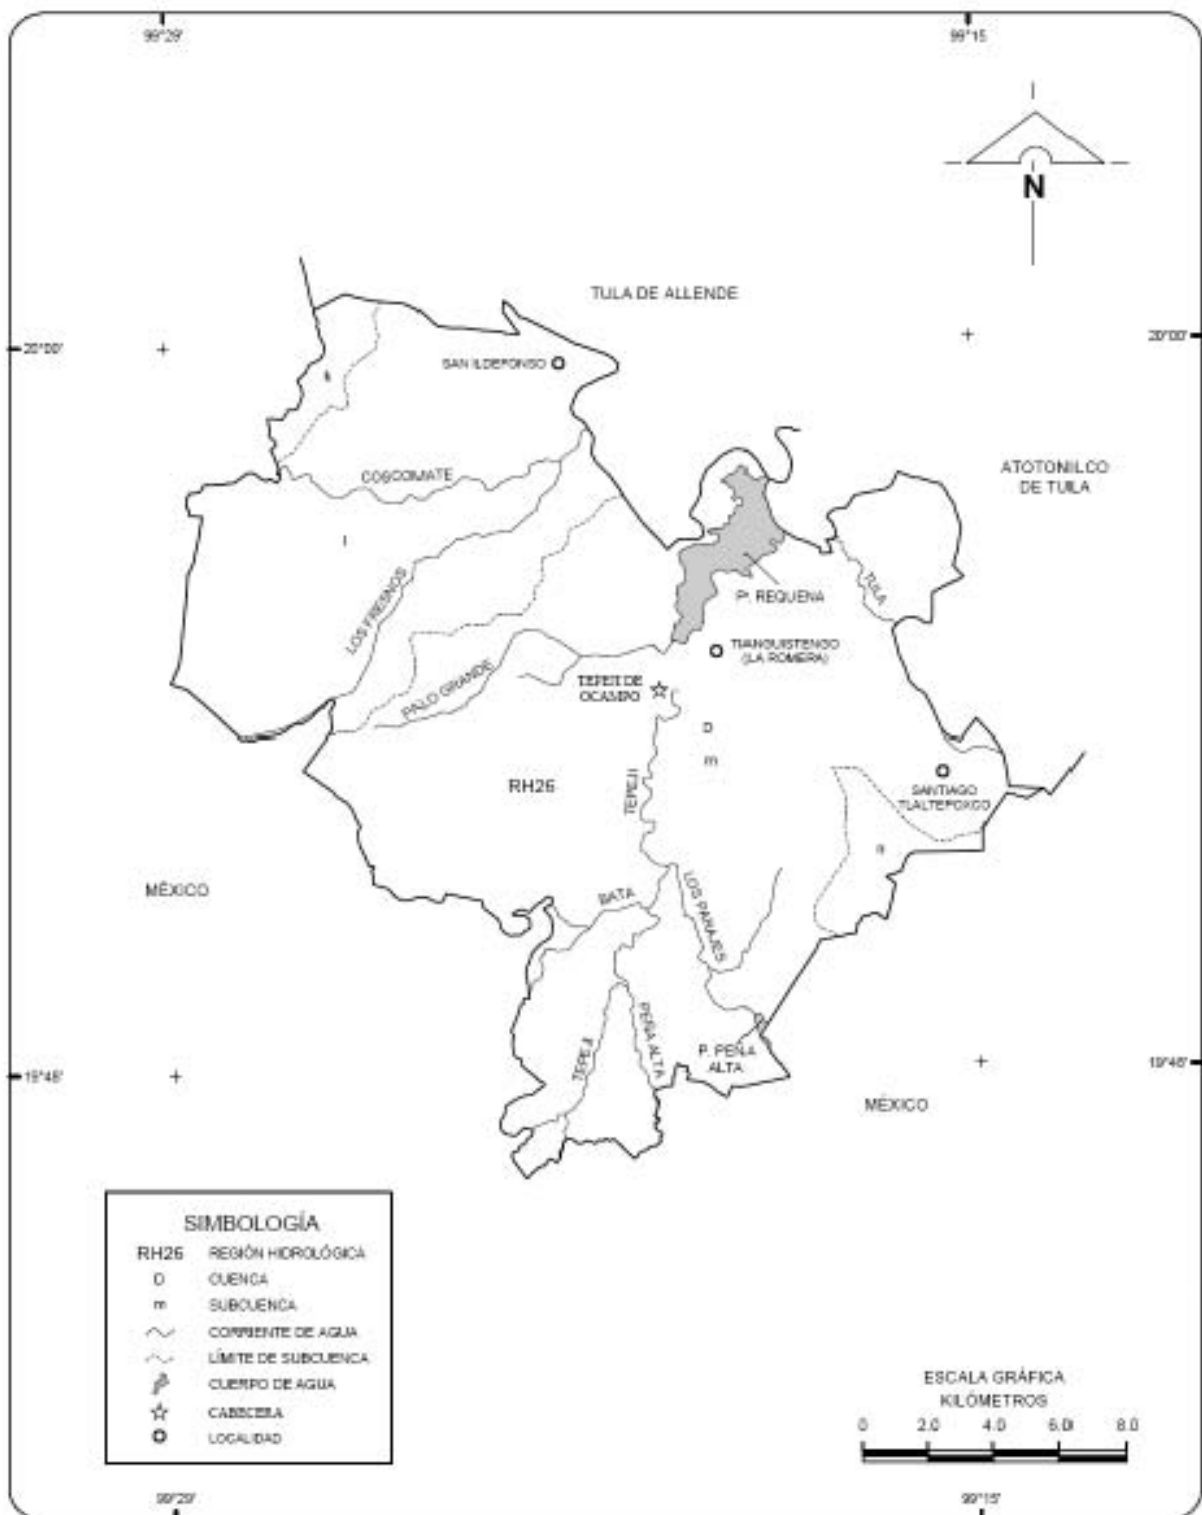 99°29'
99°15
TULA DE ALLENDE
N
20°00'
20°00'
SAN ILDEFONSO
k
COSCOMATE
ATOTONILCO
DE TULA
l
LOS FRESNOS
TULA
Pª. REQUENA
TIANGUISTENGO
(LA ROMERA)
PALO GRANDE
TEPEJI DE
OCAMPO
D
m
RH26
TEPEJI
SANTIAGO
TLALTEPOXCO
n
MÉXICO
BATA
LOS PARAJES
TEPEJI
PEÑA ALTA
P. PEÑA
ALTA
19°46'
19°46'
MÉXICO
SIMBOLOGÍA
RH26 REGIÓN HIDROLÓGICA
D CUENCA
m SUBCUENCA
CORRIENTE DE AGUA
LÍMITE DE SUBCUENCA
CUERPO DE AGUA
CABECERA
LOCALIDAD
ESCALA GRÁFICA
KILÓMETROS
0 2.0 4.0 6.0 8.0
99°29'
99°15'